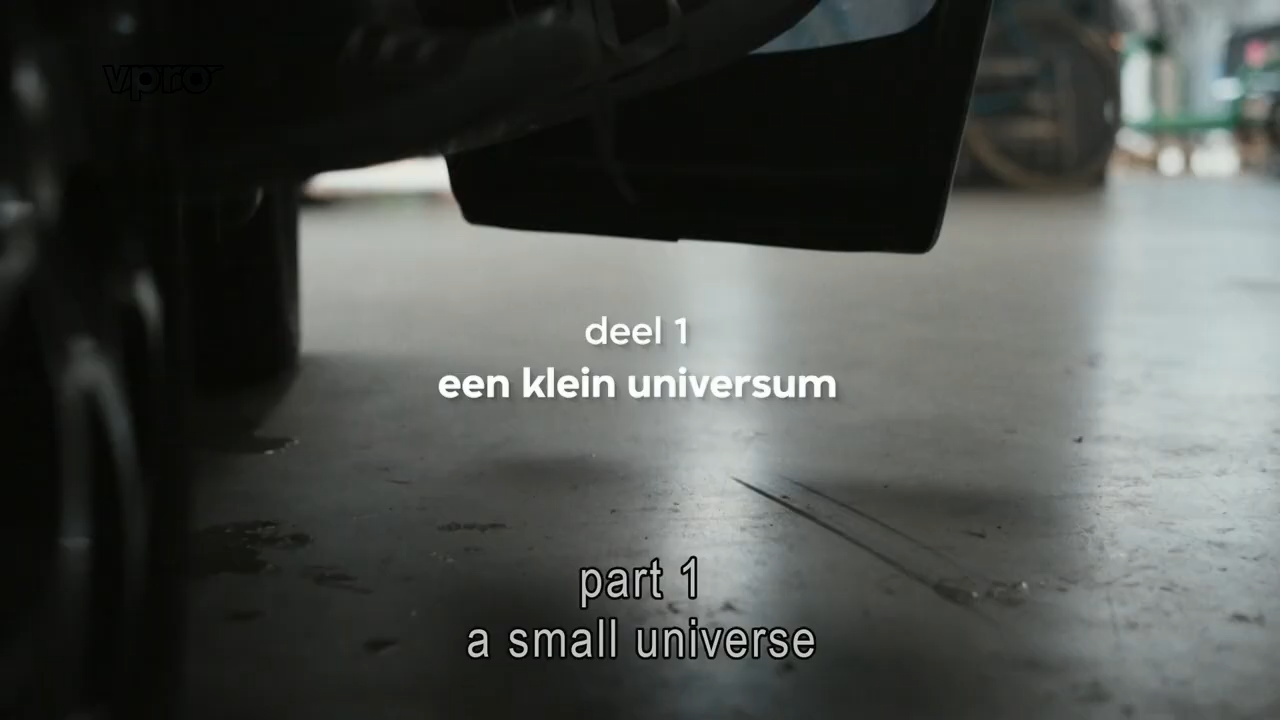 vpro
deel 1
een klein universum
part 1
a small universe